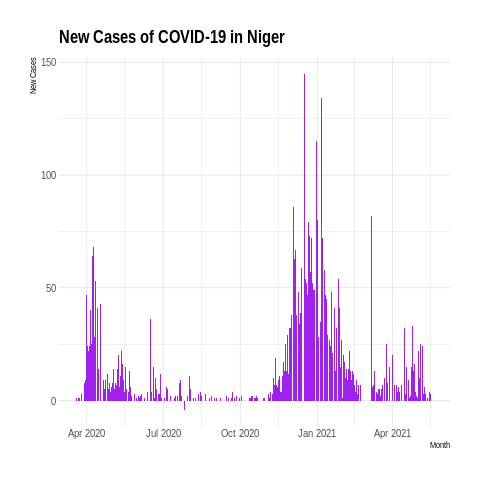 New Cases of COVID-19 in Niger
New Cases
150
100
50
0
Apr 2020 Jul 2020 Oct 2020 Jan 2021 Apr 2021
Month